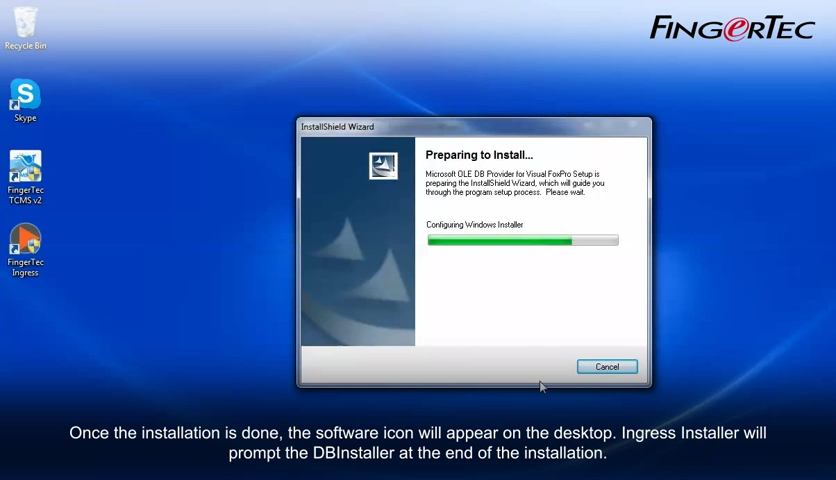 Recycle Bin
Skype
FingerTec
TCMS v2
FingerTec
Ingress
FINGERTEC
InstallShield Wizard
Preparing to Install...
Microsoft OLE DB Provider for Visual FoxPro Setup is
preparing the InstallShield Wizard, which will guide you
through the program setup process. Please wait.
Configuring Windows Installer
Cancel
Once the installation is done, the software icon will appear on the desktop. Ingress Installer will
prompt the DBInstaller at the end of the installation.